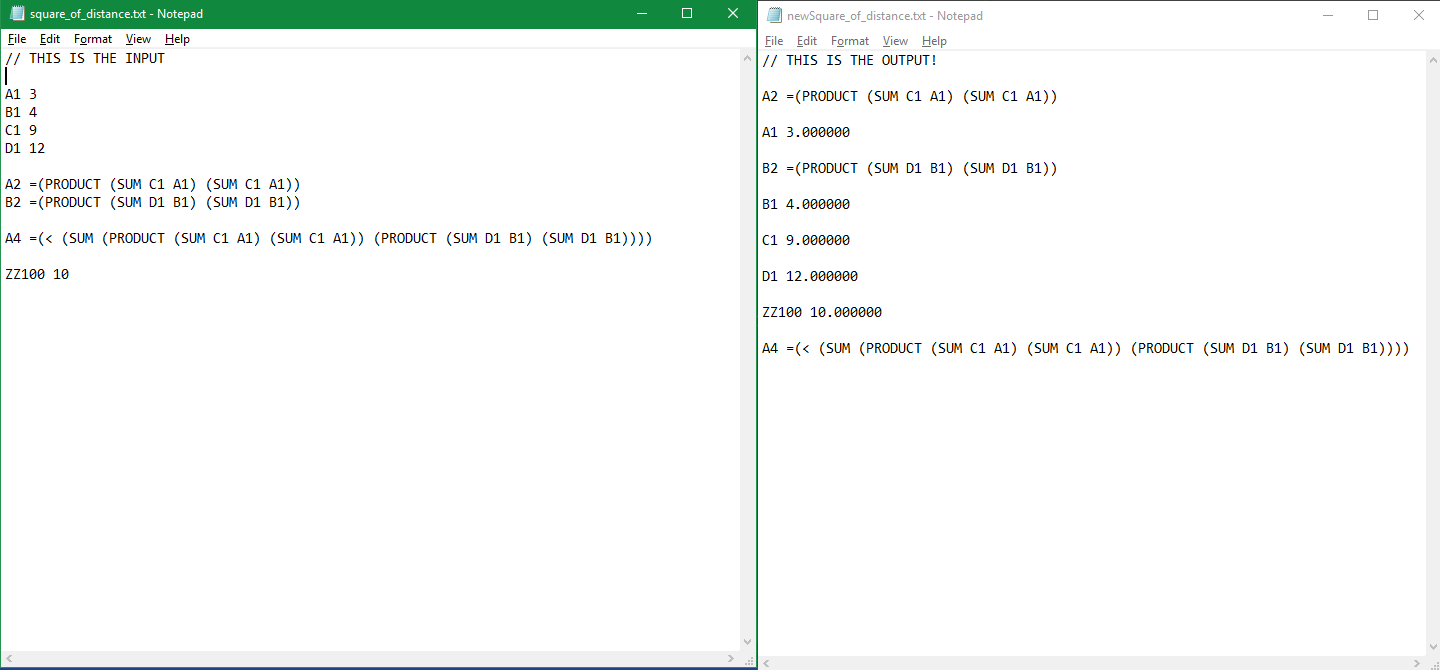 square_of_distance.txt - Notepad
File Edit Format View Help
// THIS IS THE INPUT
A1 3
B1 4
C1 9
D1 12
A2 =(PRODUCT (SUM C1 A1) (SUM C1 A1))
B2 =(PRODUCT (SUM D1 B1) (SUM D1 B1))
A4 =(< (SUM (PRODUCT (SUM C1 A1) (SUM C1 A1)) (PRODUCT (SUM D1 B1) (SUM D1 B1))))
ZZ100 10
newSquare_of_distance.txt - Notepad
File Edit Format View Help
// THIS IS THE OUTPUT!
A2 =(PRODUCT (SUM C1 A1) (SUM C1 A1))
A1 3.000000
B2 =(PRODUCT (SUM D1 B1) (SUM D1 B1))
B1 4.000000
C1 9.000000
D1 12.000000
ZZ100 10.000000
A4 =(< (SUM (PRODUCT (SUM C1 A1) (SUM C1 A1)) (PRODUCT (SUM D1 B1) (SUM D1 B1))))